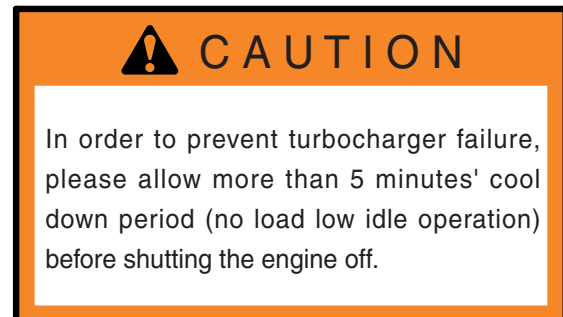 CAUTION
In order to prevent turbocharger failure,
please allow more than 5 minutes' cool
down period (no load low idle operation)
before shutting the engine off.